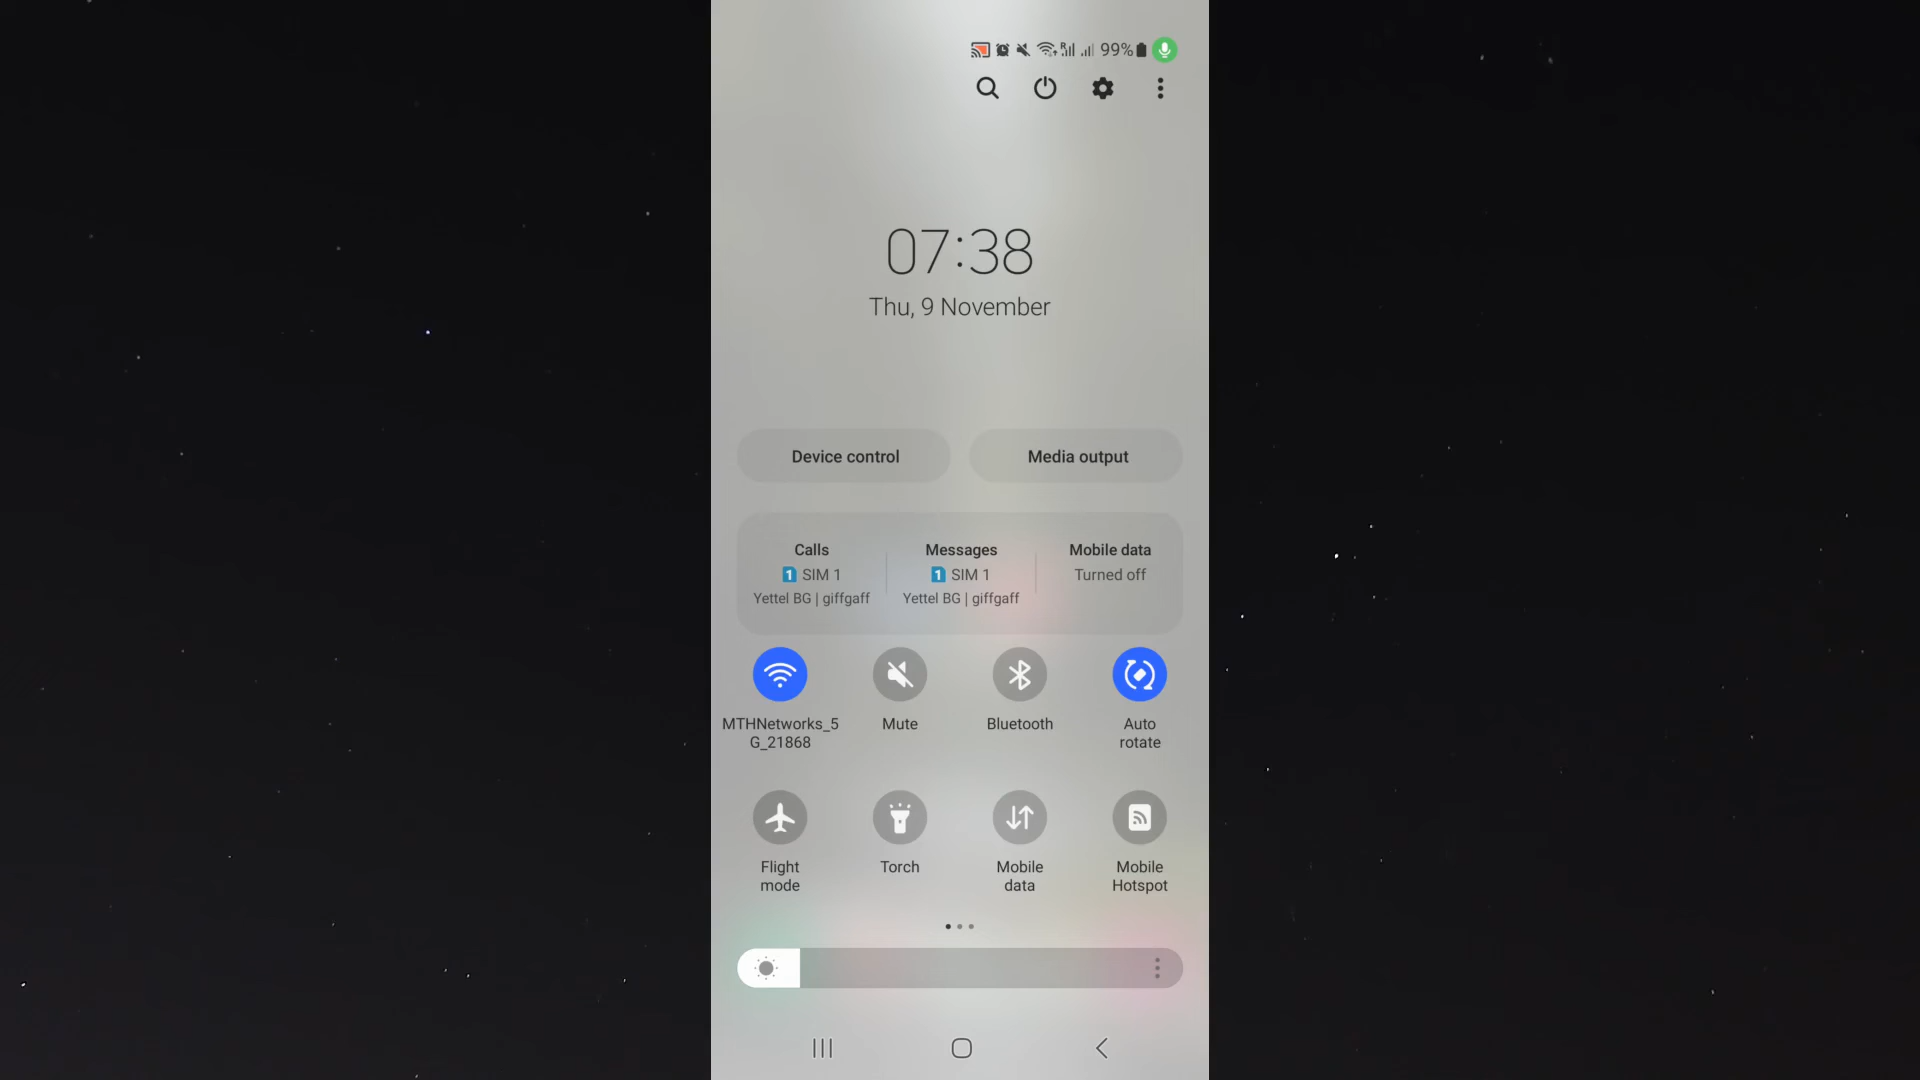 R
99%
07:38
Thu, 9 November
Device control
Media output
Calls
1 SIM 1
Yettel BG | giffgaff
Messages
1 SIM 1
Yettel BG | giffgaff
Mobile data
Turned off
MTHNetworks_5
G_21868
Mute
Bluetooth
Auto
rotate
Flight
mode
Torch
Mobile
data
Mobile
Hotspot